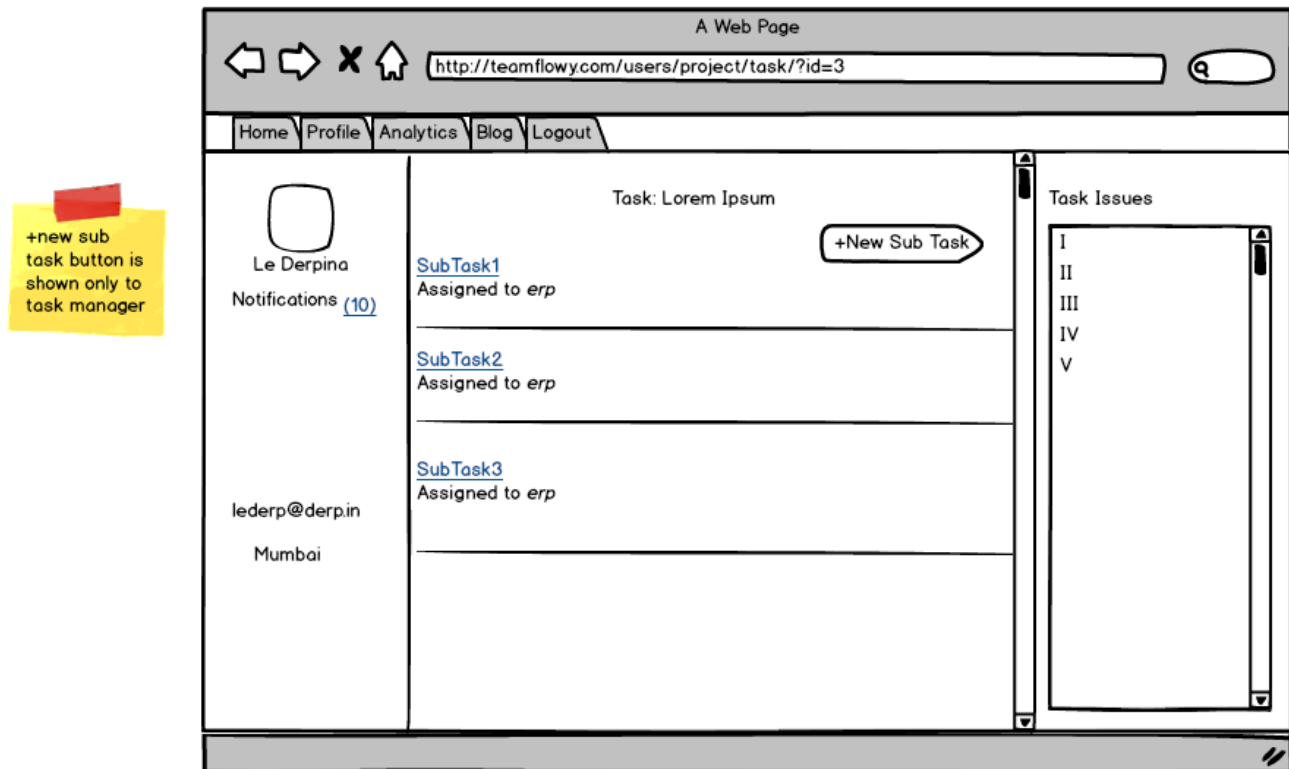 A Web Page
http://teamflowy.com/users/project/task/?id=3
Home Profile Analytics Blog Logout
+new sub
task button is
shown only to
task manager
Le Derpina
Notifications (10)
lederp@derp.in
Mumbai
Task: Lorem Ipsum
+New Sub Task
SubTask1
Assigned to erp
SubTask2
Assigned to erp
SubTask3
Assigned to erp
Task Issues
I
II
III
IV
V